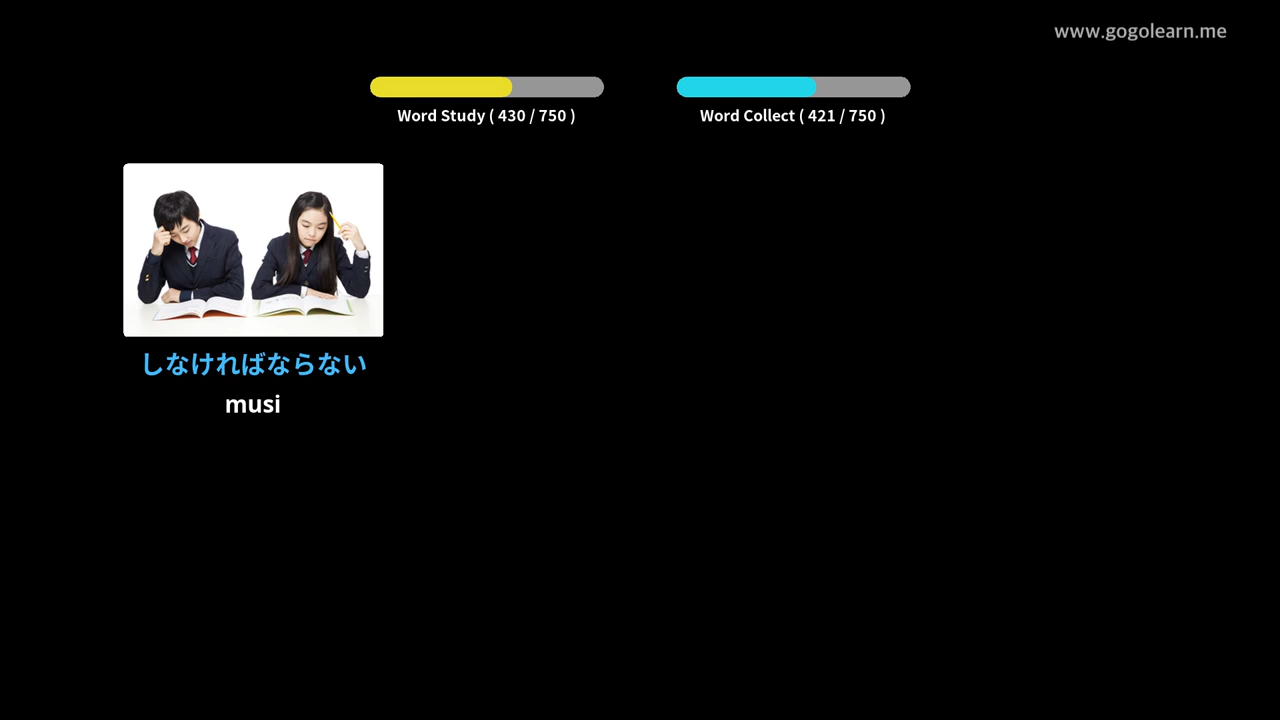 www.gogolearn.me
Word Study ( 430 / 750 )
Word Collect ( 421 / 750 )
しなければならない
musi